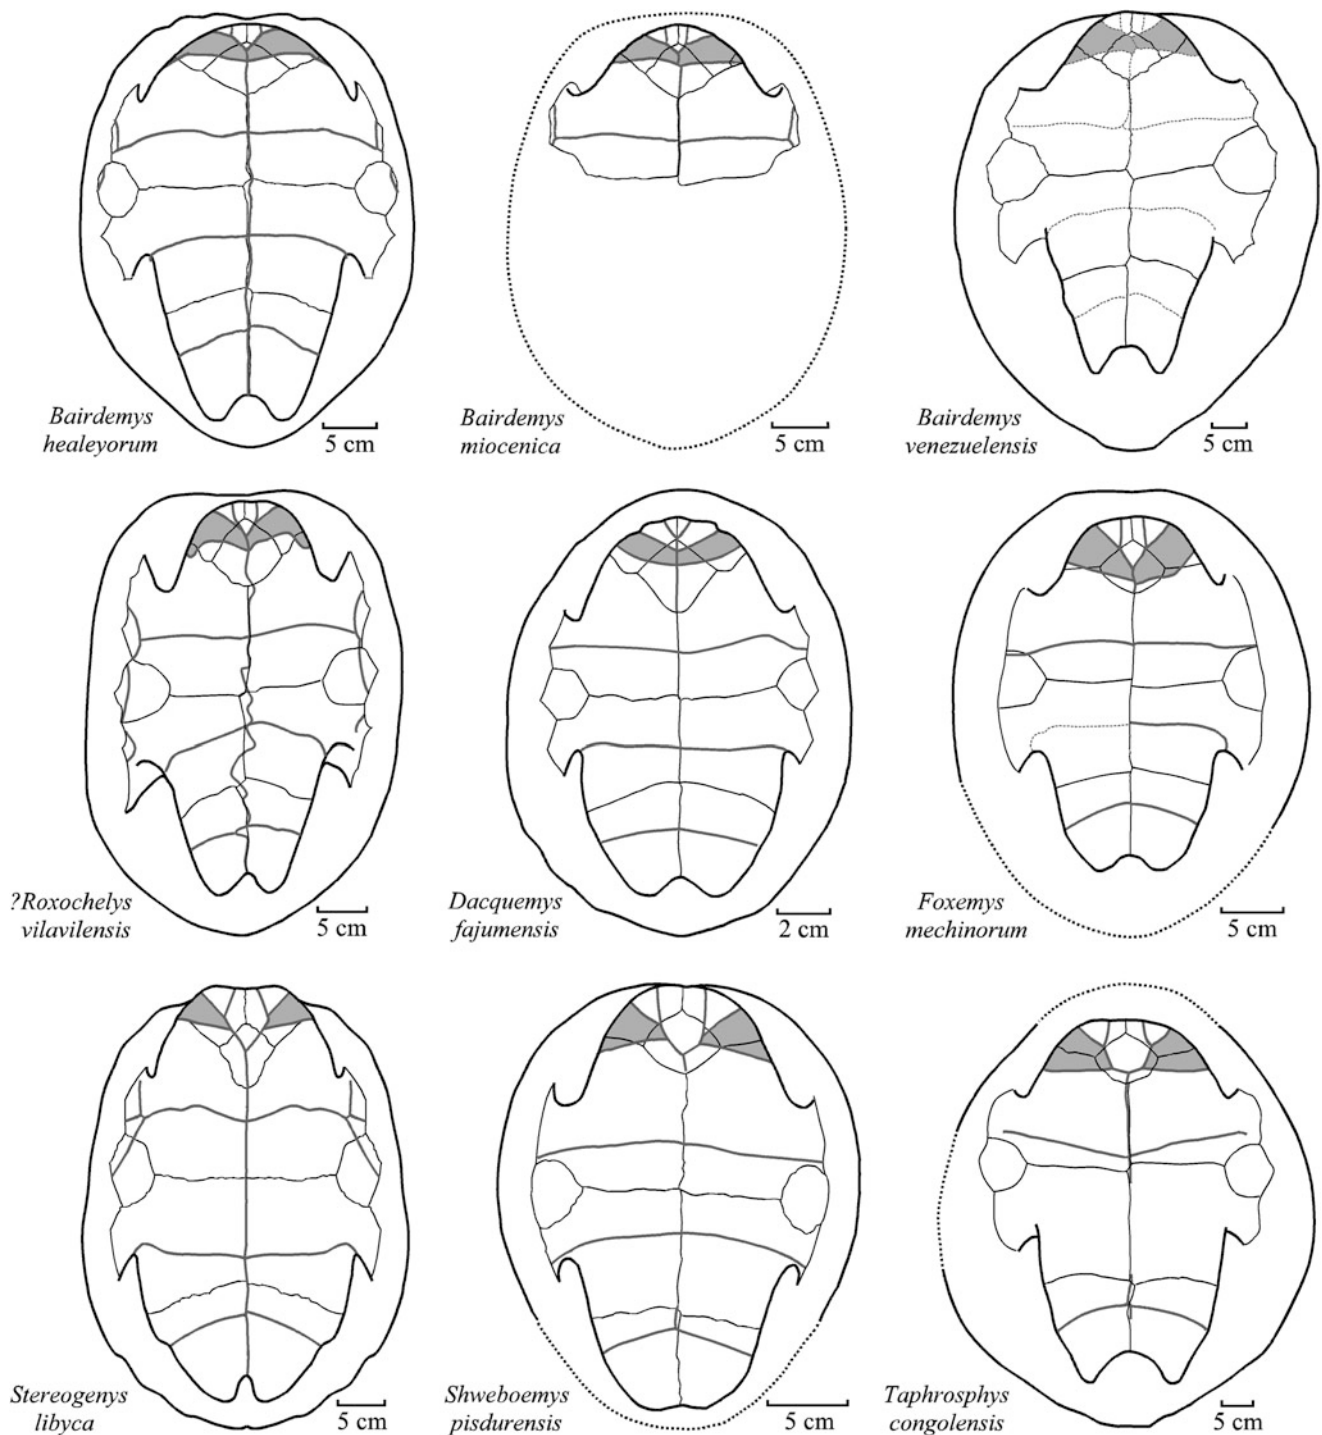 Bairdemys
healeyorum
5 cm
Bairdemys
miocenica
5 cm
Bairdemys
venezuelensis
5 cm
?Roxochelys
vilavilensis
5 cm
Dacquemys
fajumensis
2 cm
Foxemys
mechinorum
5 cm
Stereogenys
libyca
5 cm
Shweboemys
pisdurensis
5 cm
Taphrosphys
congolensis
5 cm